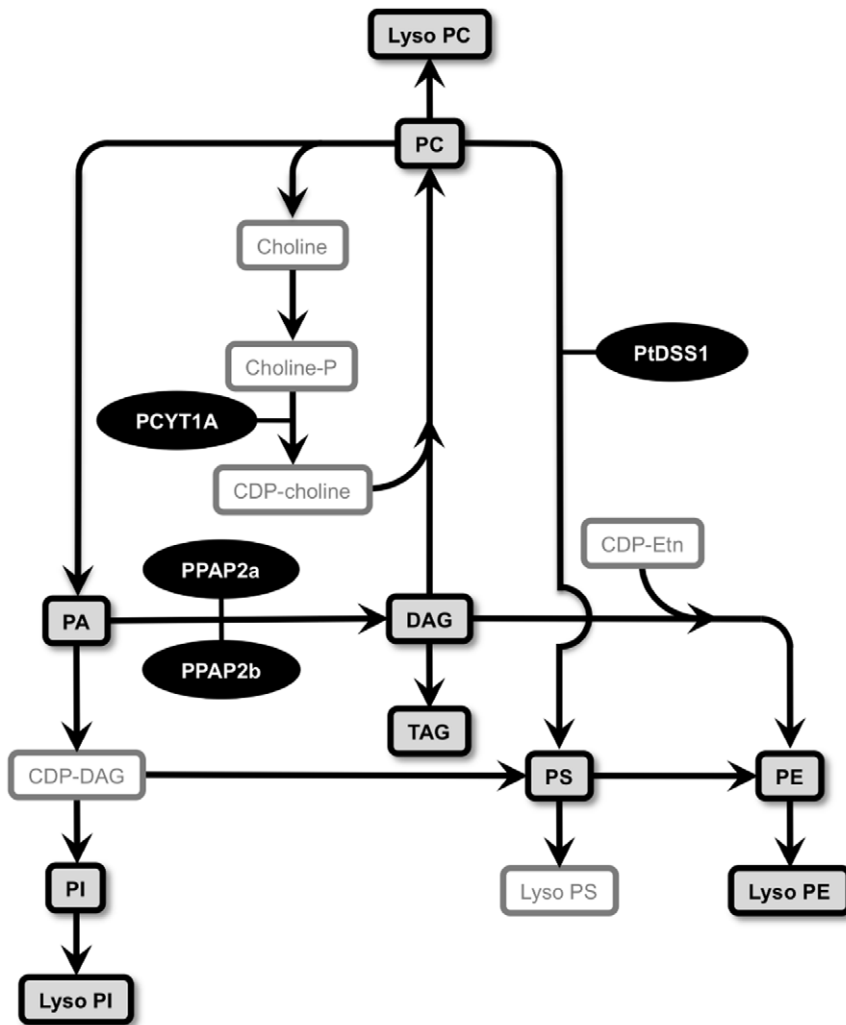 Lyso PC
PC
Choline
Choline-P
PtDSS1
PCYT1A
CDP-choline
CDP-Etn
PPAP2a
PA
DAG
PPAP2b
TAG
CDP-DAG
PS
PE
PI
Lyso PS
Lyso PE
Lyso PI